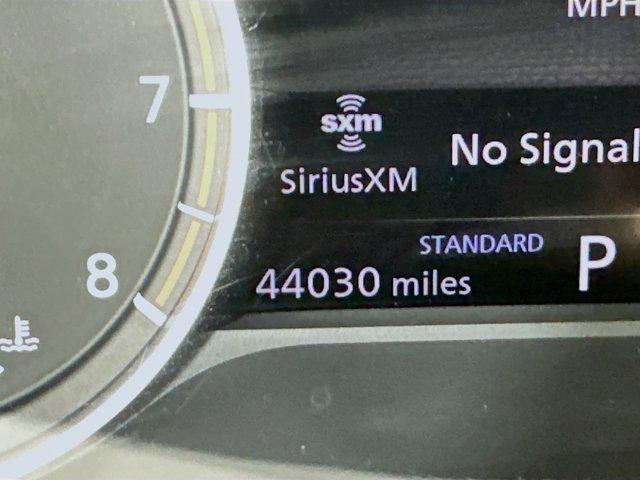 MPH
7
sxm
SiriusXM
No Signal
STANDARD
8
44030 miles
P